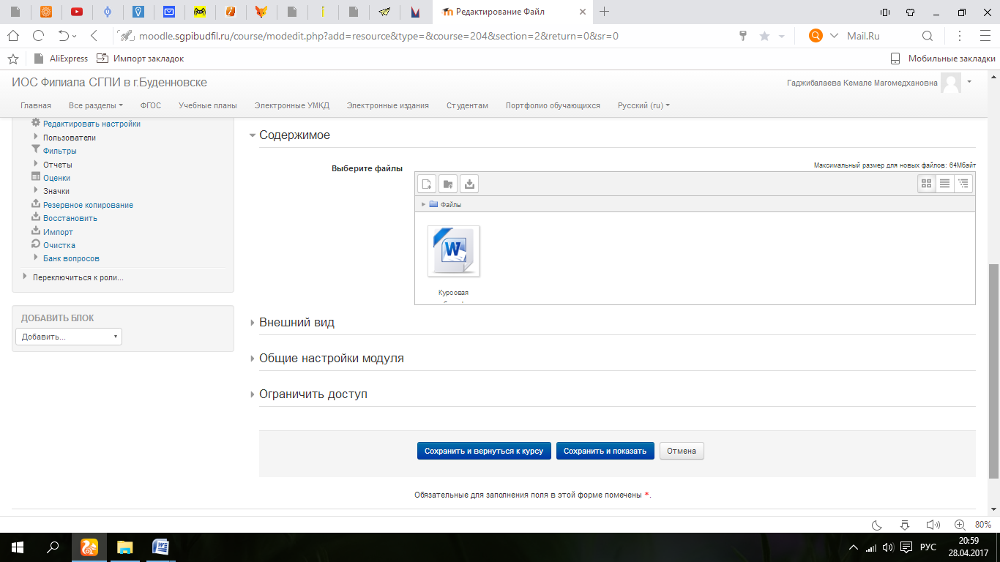 Редактирование Файл
moodle.sgpibudfil.ru/course/modedit.php?add=resource&type=&course=204&section=2&return=0&sr=0
Mail.Ru
AliExpress
Импорт закладок
Мобильные закладки
ИОС Филиала СГПИ в г.Буденновске
Гаджибалаева Кемале Магомедхановна
Главная
Все разделы
ФГОС
Учебные планы
Электронные УМКД
Электронные издания
Студентам
Портфолио обучающихся
Русский (ru)
Редактировать настройки
Пользователи
Фильтры
Отчеты
Оценки
Значки
Резервное копирование
Восстановить
Импорт
Очистка
Банк вопросов
Переключиться к роли...
ДОБАВИТЬ БЛОК
Добавить...
Содержимое
Выберите файлы
Максимальный размер для новых файлов: 64Мбайт
Файлы
W
Курсовая
Внешний вид
Общие настройки модуля
Ограничить доступ
Сохранить и вернуться к курсу
Сохранить и показать
Отмена
Обязательные для заполнения поля в этой форме помечены *.
80%
РУС
20:59
28.04.2017